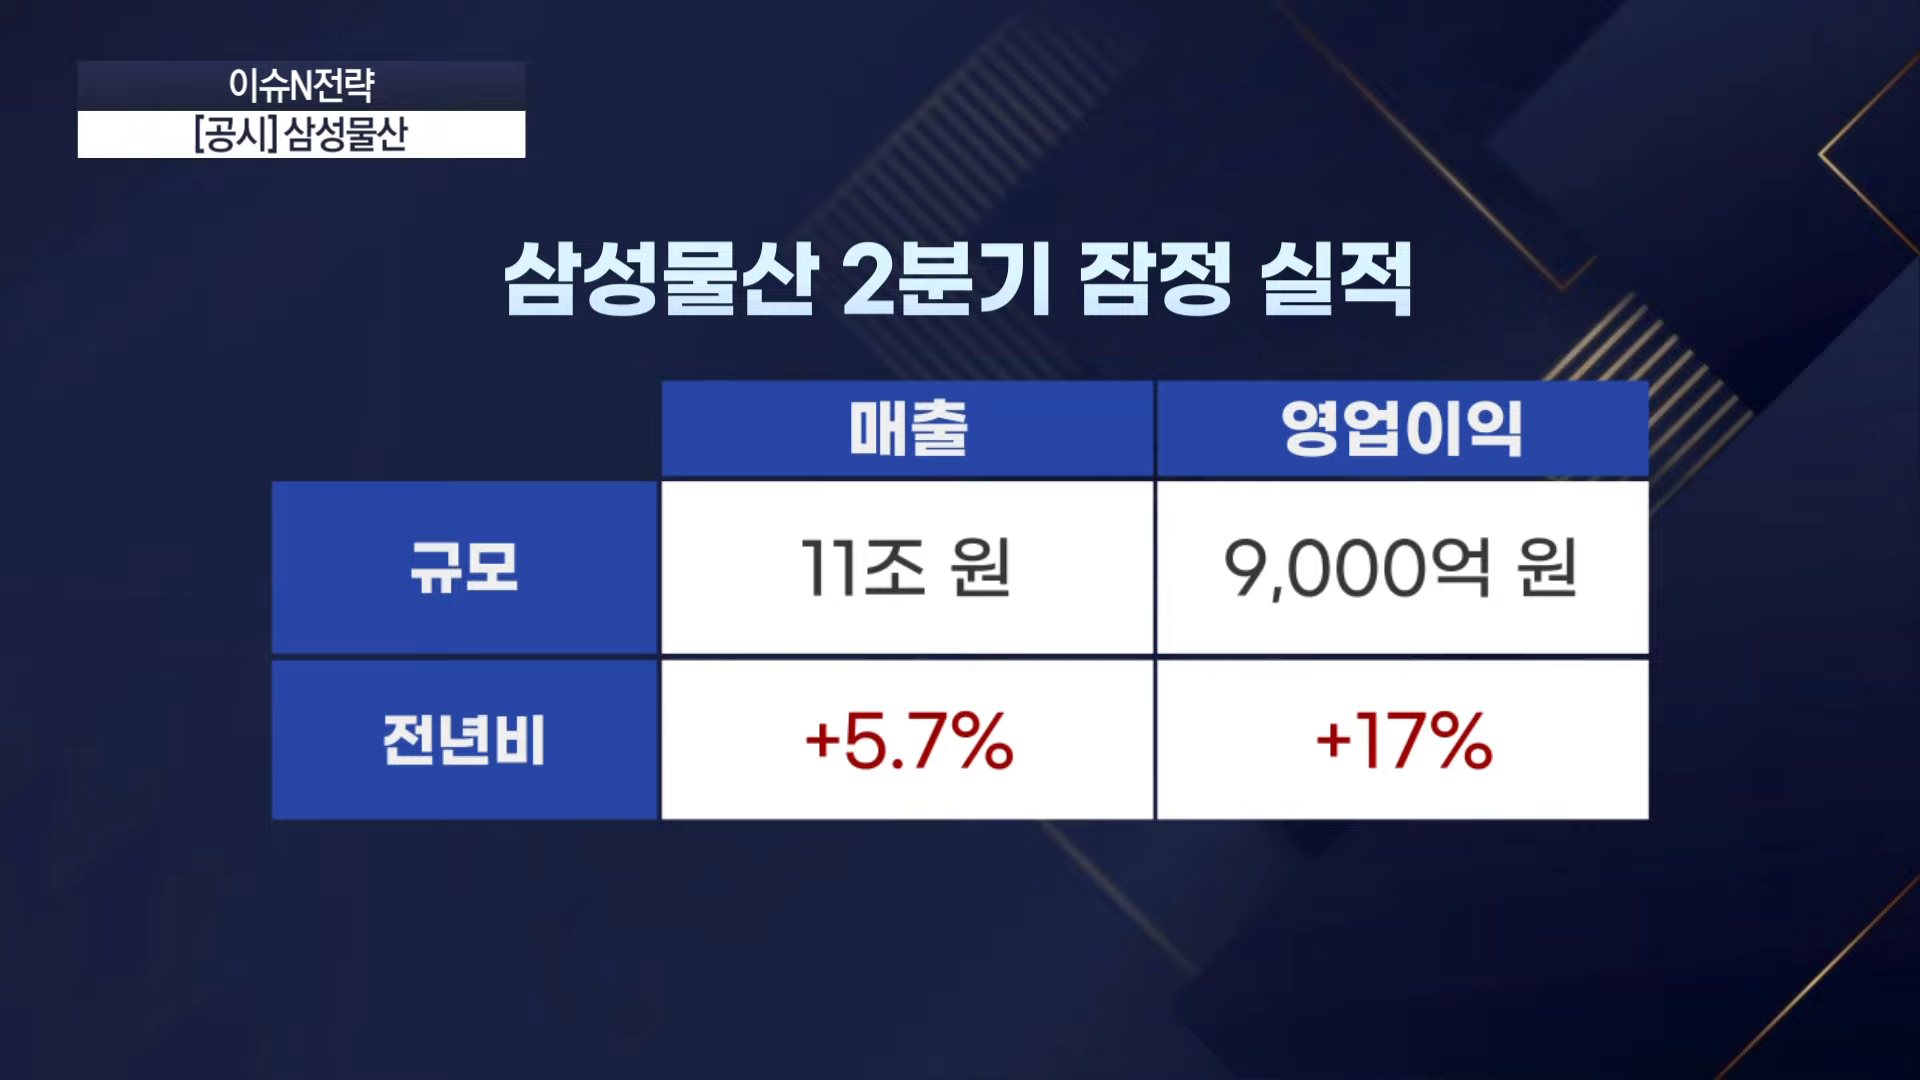 이슈N전략
[공시] 삼성물산
삼성물산 2분기 잠정 실적
매출 영업이익
규모 11조 원 9,000억 원
전년비 +5.7% +17%